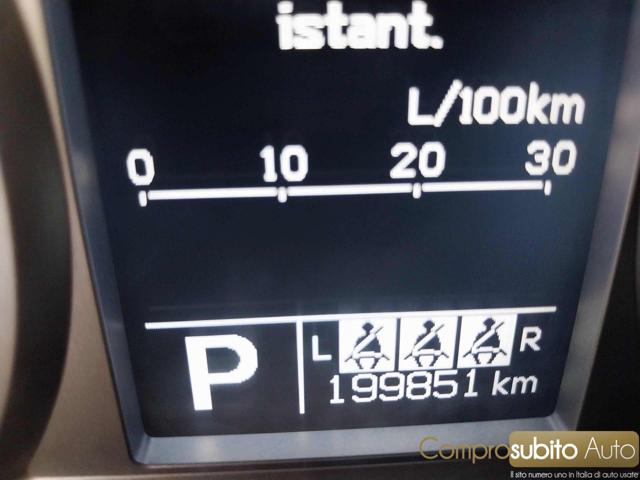 istant.
L/100km
0 10 20 30
P
L R
199851 km
Comprosubito Auto
Il sito numero uno in Italia di auto usate